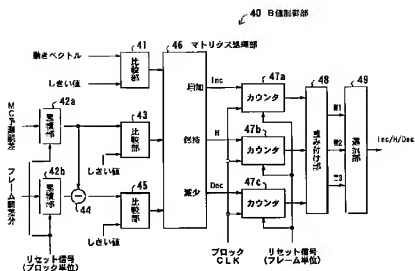 40 B値制御部
動きベクトル
しきい値
41
比較部
46 マトリクス処理部
増加
Inc
保持
H
減少
Dec
MC予測誤差
42a
累積部
フレーム間差分
42b
累積部
43
比較部
しきい値
44
45
比較部
しきい値
リセット信号
(ブロック単位)
47a
カウンタ
47b
カウンタ
47c
カウンタ
ブロック
CLK
リセット信号
(フレーム単位)
48
重み付け部
W1
W2
W3
49
選択部
Inc/H/Dec